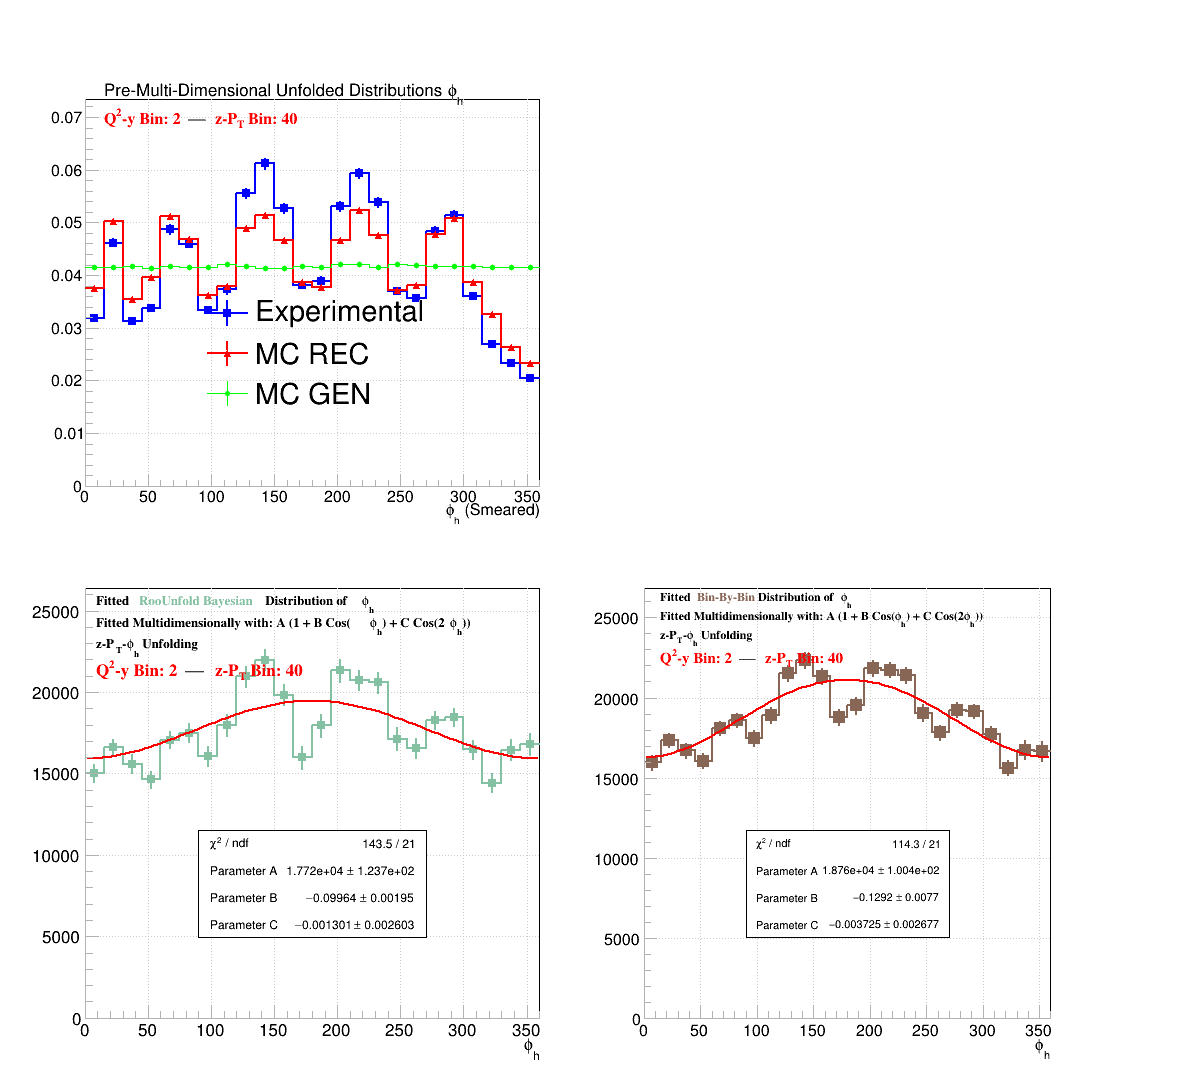 Pre-Multi-Dimensional Unfolded Distributions ϕh
Q2-y Bin: 2 — z-PT Bin: 40
0.07
0.06
0.05
0.04
0.03
0.02
0.01
0
Experimental
MC REC
MC GEN
0 50 100 150 200 250 300 350
ϕh (Smeared)
Fitted RooUnfold Bayesian Distribution of ϕh
Fitted Multidimensionally with: A (1 + B Cos(ϕh) + C Cos(2 ϕh))
z-PT-ϕh Unfolding
Q2-y Bin: 2 — z-PT Bin: 40
25000
20000
15000
10000
5000
0
χ2 / ndf 143.5 / 21
Parameter A 1.772e+04 ± 1.237e+02
Parameter B −0.09964 ± 0.00195
Parameter C −0.001301 ± 0.002603
0 50 100 150 200 250 300 350
ϕh
Fitted Bin-By-Bin Distribution of ϕh
Fitted Multidimensionally with: A (1 + B Cos(ϕh) + C Cos(2ϕh))
z-PT-ϕh Unfolding
Q2-y Bin: 2 — z-PT Bin: 40
25000
20000
15000
10000
5000
0
χ2 / ndf 114.3 / 21
Parameter A 1.876e+04 ± 1.004e+02
Parameter B −0.1292 ± 0.0077
Parameter C −0.003725 ± 0.002677
0 50 100 150 200 250 300 350
ϕh